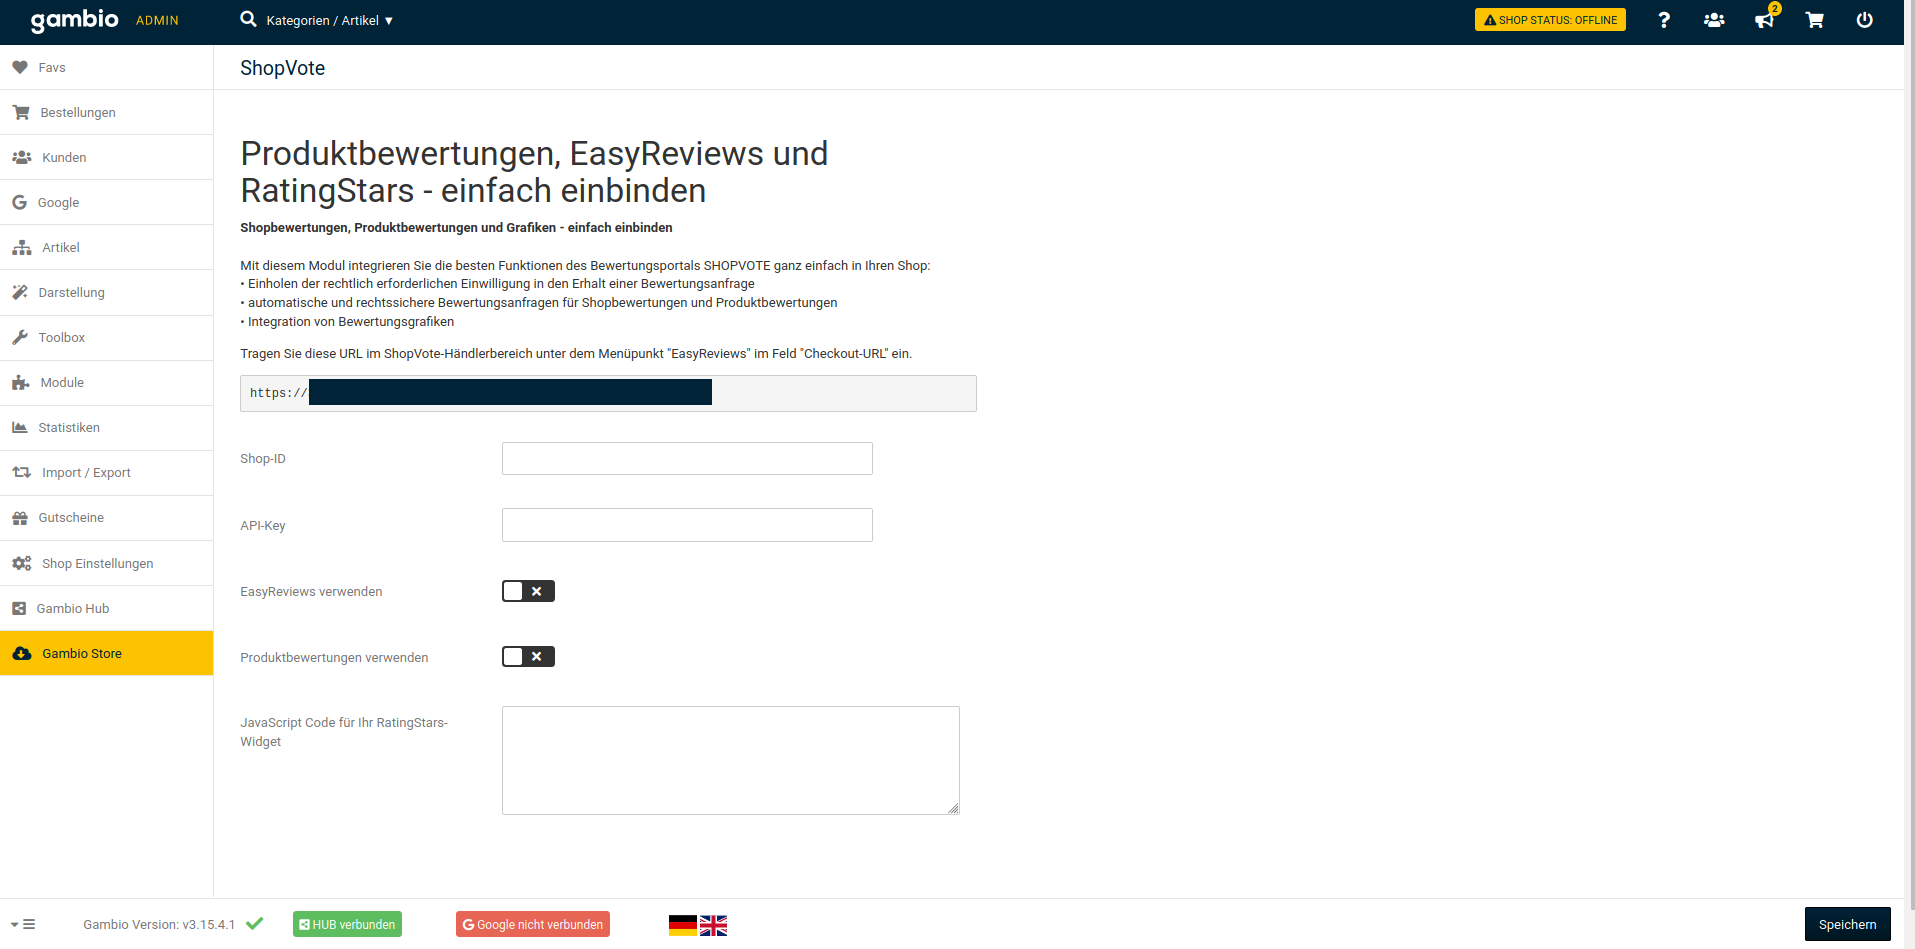 gambio ADMIN
Kategorien / Artikel ▼
SHOP STATUS: OFFLINE
2
Favs
Bestellungen
Kunden
Google
Artikel
Darstellung
Toolbox
Module
Statistiken
Import / Export
Gutscheine
Shop Einstellungen
Gambio Hub
Gambio Store
ShopVote
Produktbewertungen, EasyReviews und
RatingStars - einfach einbinden
Shopbewertungen, Produktbewertungen und Grafiken - einfach einbinden
Mit diesem Modul integrieren Sie die besten Funktionen des Bewertungsportals SHOPVOTE ganz einfach in Ihren Shop:
• Einholen der rechtlich erforderlichen Einwilligung in den Erhalt einer Bewertungsanfrage
• automatische und rechtssichere Bewertungsanfragen für Shopbewertungen und Produktbewertungen
• Integration von Bewertungsgrafiken
Tragen Sie diese URL im ShopVote-Händlerbereich unter dem Menüpunkt "EasyReviews" im Feld "Checkout-URL" ein.
https://
Shop-ID
API-Key
EasyReviews verwenden
Produktbewertungen verwenden
JavaScript Code für Ihr RatingStars-
Widget
Gambio Version: v3.15.4.1
HUB verbunden
Google nicht verbunden
Speichern